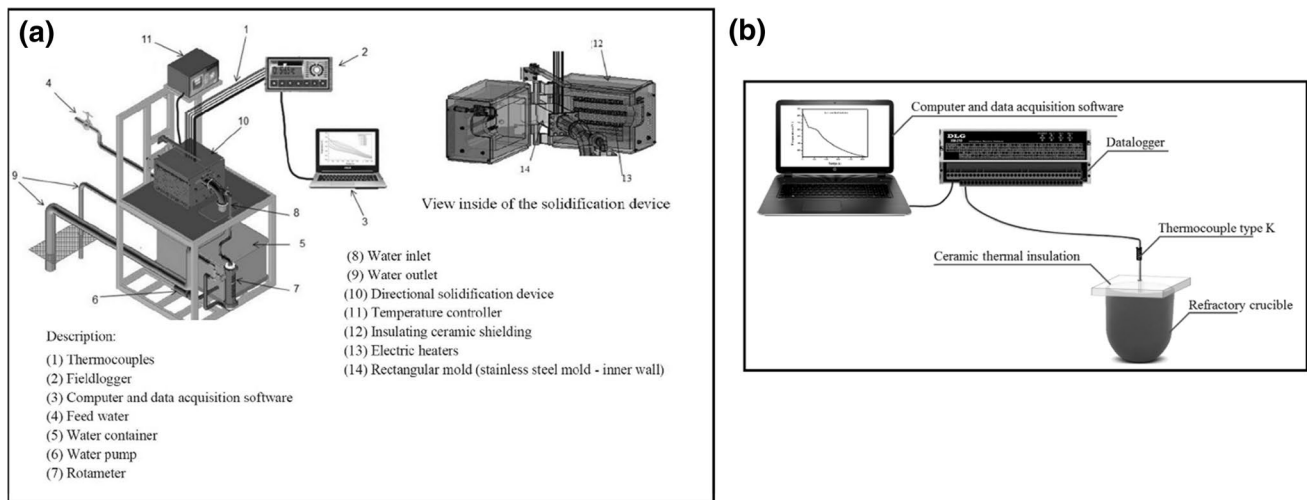 (a)
11
1
2
4
10
9
8
3
5
7
6
12
14
13
View inside of the solidification device
Description:
(1) Thermocouples
(2) Fieldlogger
(3) Computer and data acquisition software
(4) Feed water
(5) Water container
(6) Water pump
(7) Rotameter
(8) Water inlet
(9) Water outlet
(10) Directional solidification device
(11) Temperature controller
(12) Insulating ceramic shielding
(13) Electric heaters
(14) Rectangular mold (stainless steel mold - inner wall)
(b)
Computer and data acquisition software
DLG
Datalogger
Thermocouple type K
Ceramic thermal insulation
Refractory crucible